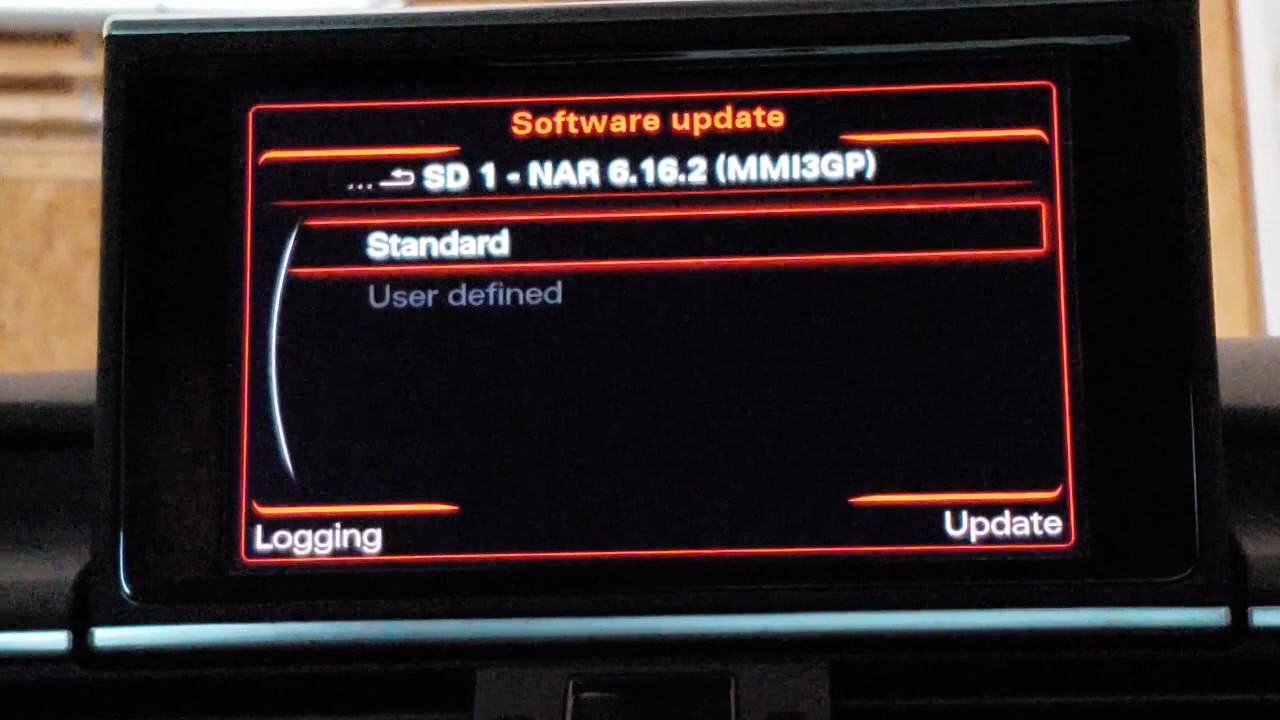 Software update
... SD 1 - NAR 6.16.2 (MMI3GP)
Standard
User defined
Logging
Update